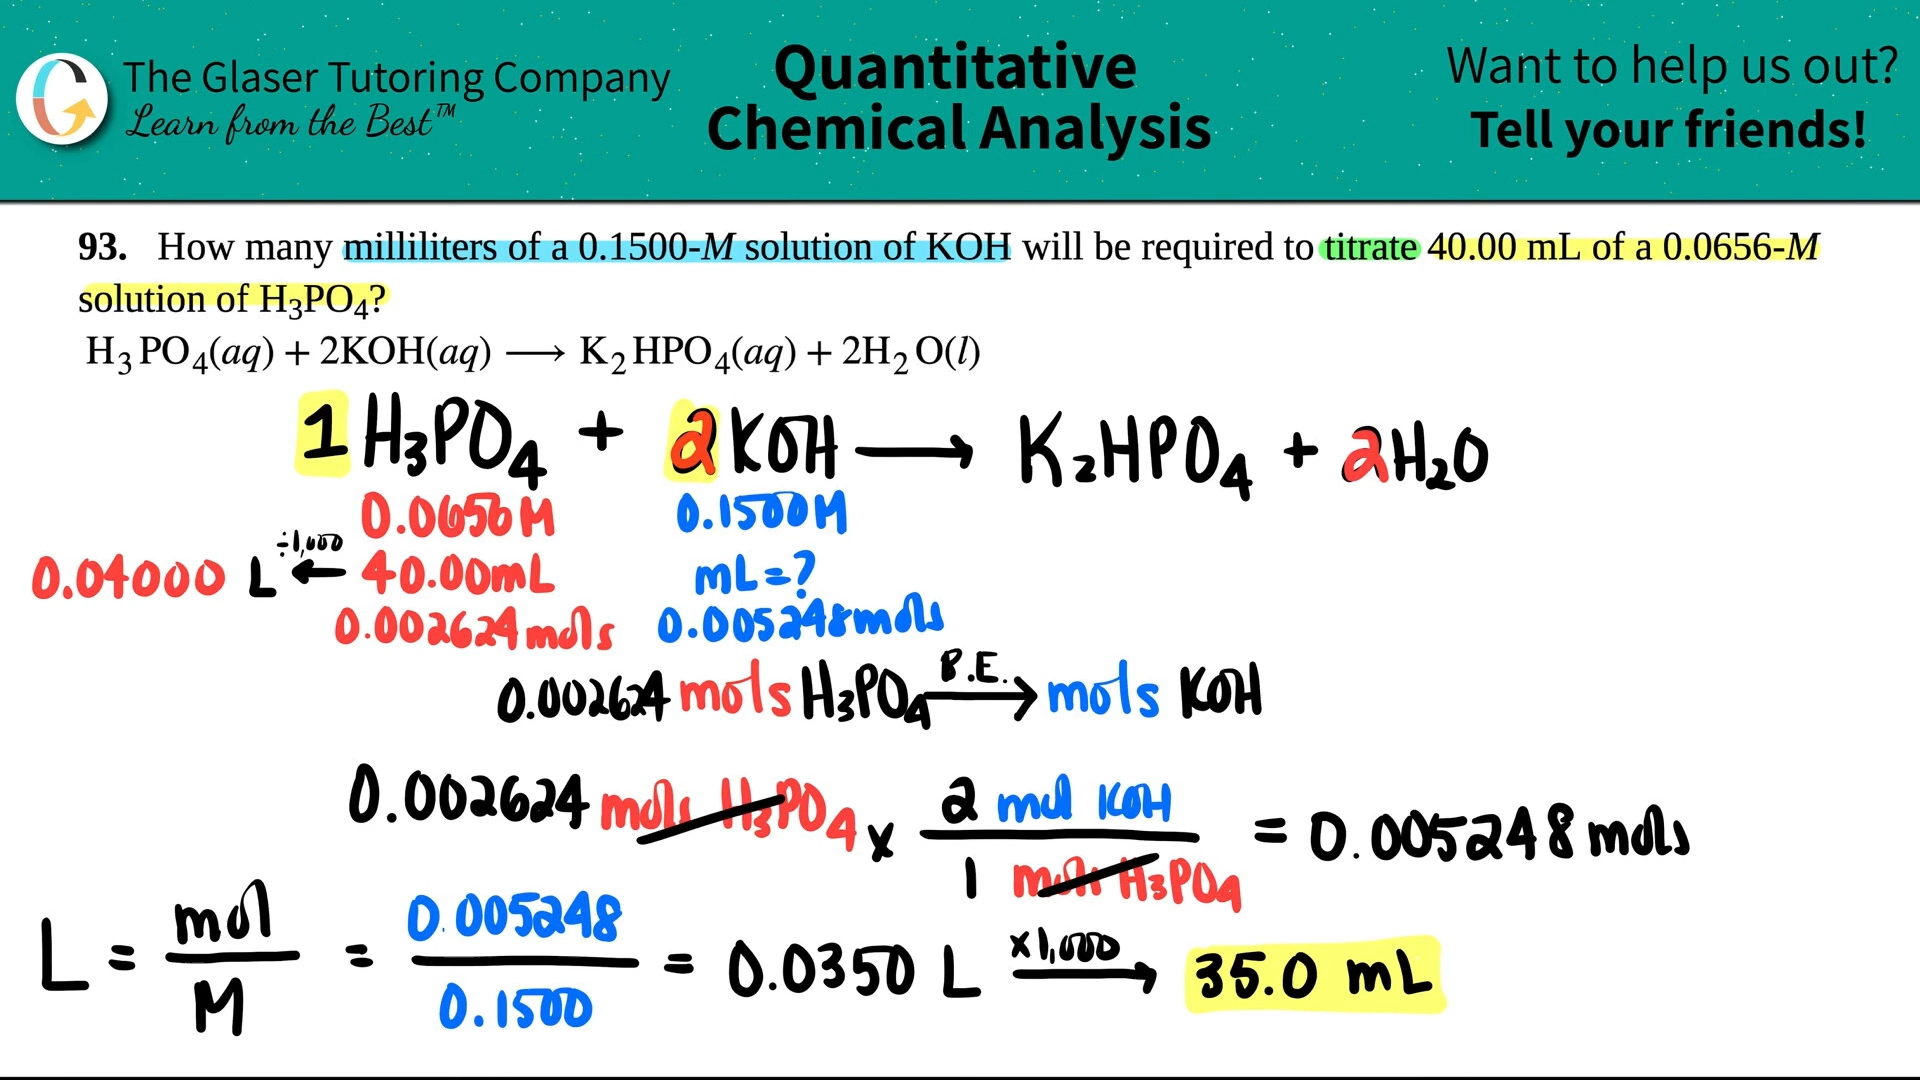 The Glaser Tutoring Company
Learn from the Best™
Quantitative
Chemical Analysis
Want to help us out?
Tell your friends!
93. How many milliliters of a 0.1500-M solution of KOH will be required to titrate 40.00 mL of a 0.0656-M
solution of H₃PO₄?
H₃PO₄(aq) + 2KOH(aq) ⟶ K₂HPO₄(aq) + 2H₂O(l)
1 H₃PO₄ + 2 KOH ⟶ K₂HPO₄ + 2H₂O
0.0656 M 0.1500 M
0.04000 L ←÷1,000 40.00 mL mL = ?
0.002624 mols 0.005248 mols
0.002624 mols H₃PO₄ B.E.→ mols KOH
0.002624 mols H₃PO₄ x 2 mol KOH / 1 mols H₃PO₄ = 0.005248 mols
L = mol / M = 0.005248 / 0.1500 = 0.0350 L x1,000→ 35.0 mL